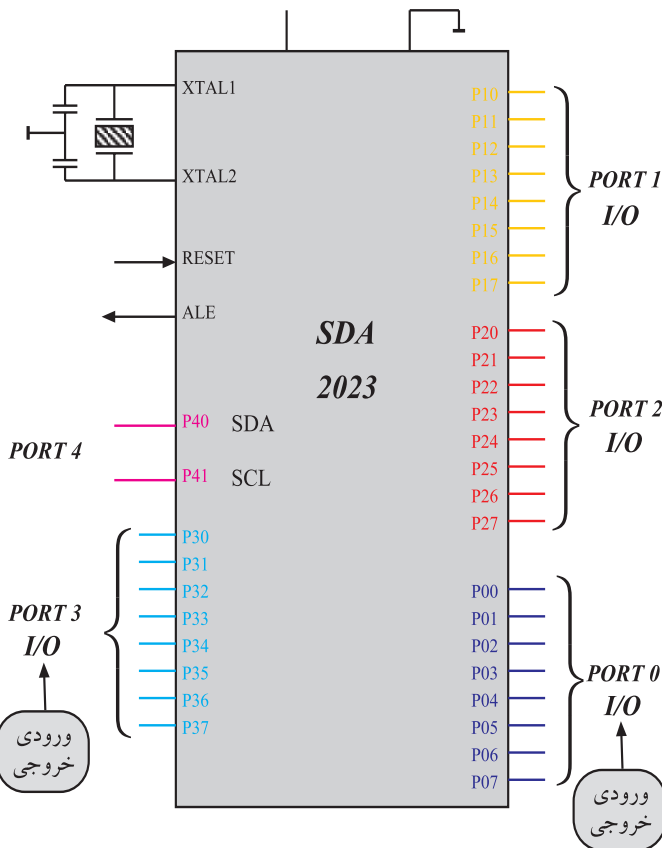 XTAL1
XTAL2
RESET
ALE
SDA
2023
P40 SDA
P41 SCL
PORT 4
P30
P31
P32
P33
P34
P35
P36
P37
PORT 3
I/O
ورودی
خروجی
P10
P11
P12
P13
P14
P15
P16
P17
PORT 1
I/O
P20
P21
P22
P23
P24
P25
P26
P27
PORT 2
I/O
P00
P01
P02
P03
P04
P05
P06
P07
PORT 0
I/O
ورودی
خروجی